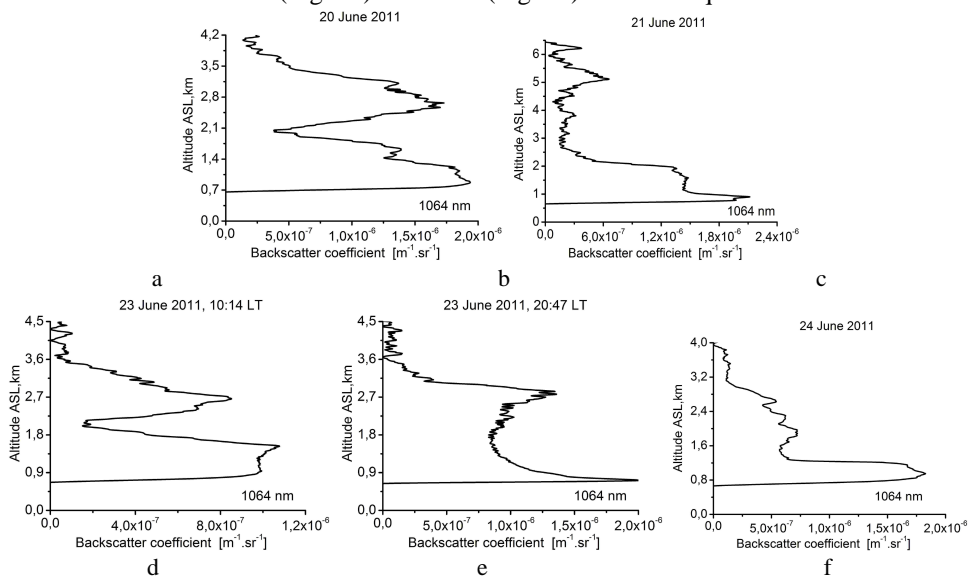 20 June 2011
4,2
3,5
2,8
2,1
1,4
0,7
0,0
Altitude ASL,km
1064 nm
0,0 5,0x10⁻⁷ 1,0x10⁻⁶ 1,5x10⁻⁶ 2,0x10⁻⁶
Backscatter coefficient [m⁻¹.sr⁻¹]
21 June 2011
6
5
4
3
2
1
0
Altitude ASL,km
1064 nm
0,0 6,0x10⁻⁷ 1,2x10⁻⁶ 1,8x10⁻⁶ 2,4x10⁻⁶
Backscatter coefficient [m⁻¹.sr⁻¹]
a b c
23 June 2011, 10:14 LT
4,5
3,6
2,7
1,8
0,9
0,0
Altitude ASL,km
1064 nm
0,0 4,0x10⁻⁷ 8,0x10⁻⁷ 1,2x10⁻⁶
Backscatter coefficient [m⁻¹.sr⁻¹]
23 June 2011, 20:47 LT
4,5
3,6
2,7
1,8
0,9
0,0
Altitude ASL,km
1064 nm
0,0 5,0x10⁻⁷ 1,0x10⁻⁶ 1,5x10⁻⁶ 2,0x10⁻⁶
Backscatter coefficient [m⁻¹.sr⁻¹]
24 June 2011
4,0
3,2
2,4
1,6
0,8
0,0
Altitude ASL,km
1064 nm
0,0 5,0x10⁻⁷ 1,0x10⁻⁶ 1,5x10⁻⁶ 2,0x10⁻⁶
Backscatter coefficient [m⁻¹.sr⁻¹]
d e f